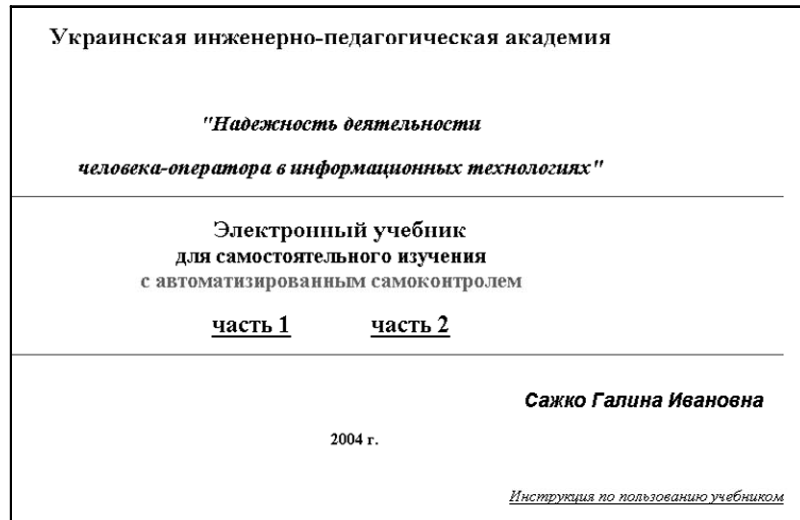 Украинская инженерно-педагогическая академия
"Надежность деятельности
человека-оператора в информационных технологиях"
Электронный учебник
для самостоятельного изучения
с автоматизированным самоконтролем
часть 1 часть 2
Сажко Галина Ивановна
2004 г.
Инструкция по пользованию учебником